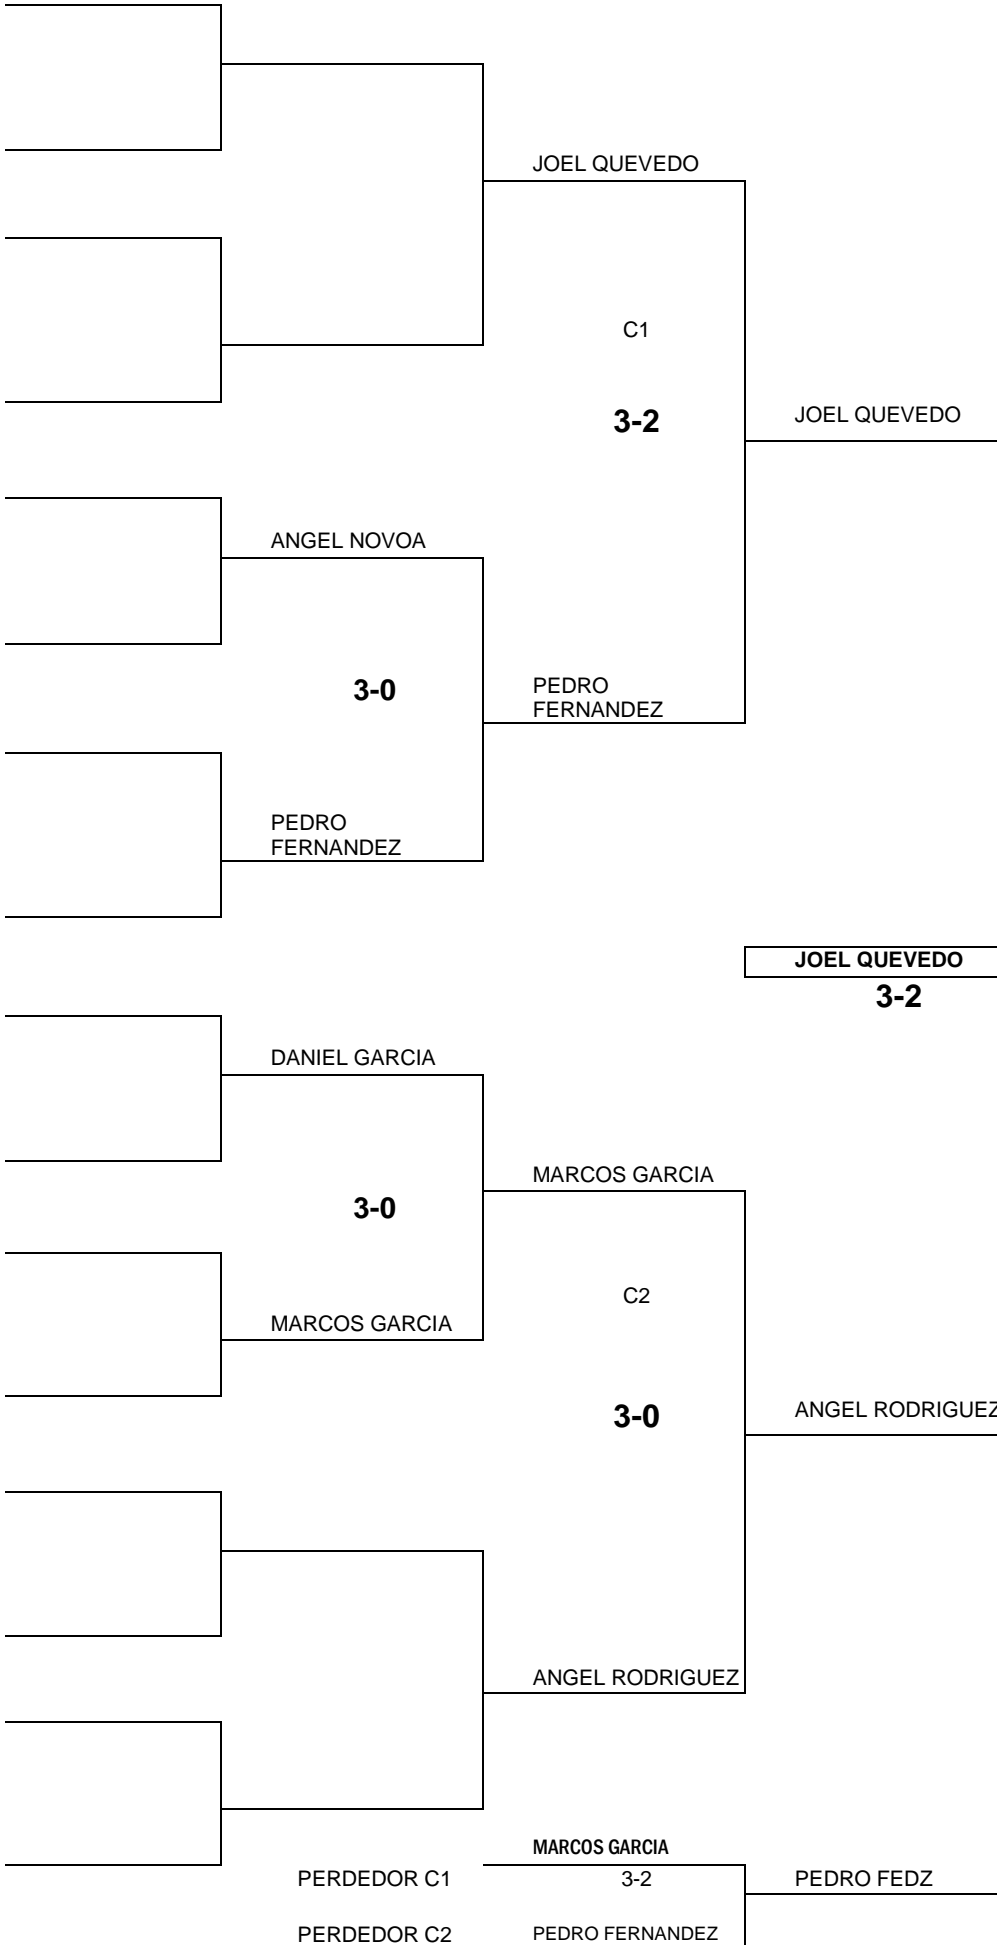 JOEL QUEVEDO
C1
3-2
JOEL QUEVEDO
ANGEL NOVOA
3-0
PEDRO
FERNANDEZ
PEDRO
FERNANDEZ
JOEL QUEVEDO
3-2
DANIEL GARCIA
MARCOS GARCIA
3-0
C2
MARCOS GARCIA
3-0
ANGEL RODRIGUEZ
ANGEL RODRIGUEZ
MARCOS GARCIA
PERDEDOR C1
3-2
PEDRO FEDZ
PERDEDOR C2
PEDRO FERNANDEZ